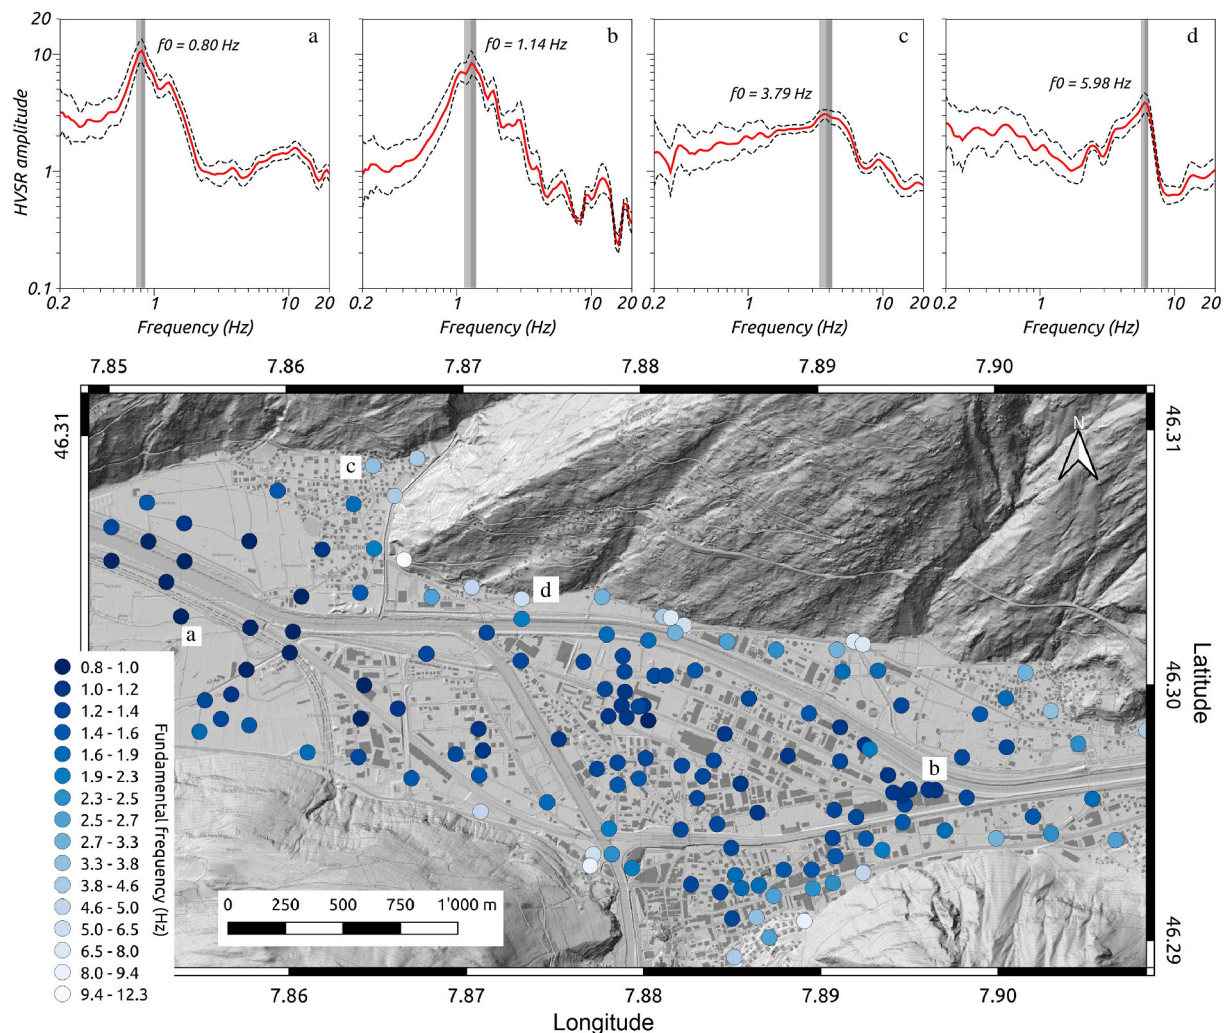 20
10
1
0.1
HVSR amplitude
f0 = 0.80 Hz
a
0.2
1
10
20
Frequency (Hz)
f0 = 1.14 Hz
b
0.2
1
10
20
Frequency (Hz)
f0 = 3.79 Hz
c
0.2
1
10
20
Frequency (Hz)
f0 = 5.98 Hz
d
0.2
1
10
20
Frequency (Hz)
7.85
7.86
7.87
7.88
7.89
7.90
46.31
46.31
N
c
d
a
b
46.30
Latitude
46.29
Fundamental frequency (Hz)
0.8 - 1.0
1.0 - 1.2
1.2 - 1.4
1.4 - 1.6
1.6 - 1.9
1.9 - 2.3
2.3 - 2.5
2.5 - 2.7
2.7 - 3.3
3.3 - 3.8
3.8 - 4.6
4.6 - 5.0
5.0 - 6.5
6.5 - 8.0
8.0 - 9.4
9.4 - 12.3
0
250
500
750
1'000 m
7.86
7.87
7.88
7.89
7.90
Longitude